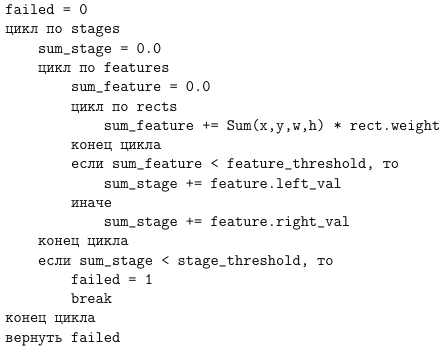 failed = 0
цикл по stages
    sum_stage = 0.0
    цикл по features
        sum_feature = 0.0
        цикл по rects
            sum_feature += Sum(x,y,w,h) * rect.weight
        конец цикла
        если sum_feature < feature_threshold, то
            sum_stage += feature.left_val
        иначе
            sum_stage += feature.right_val
    конец цикла
    если sum_stage < stage_threshold, то
        failed = 1
        break
конец цикла
вернуть failed